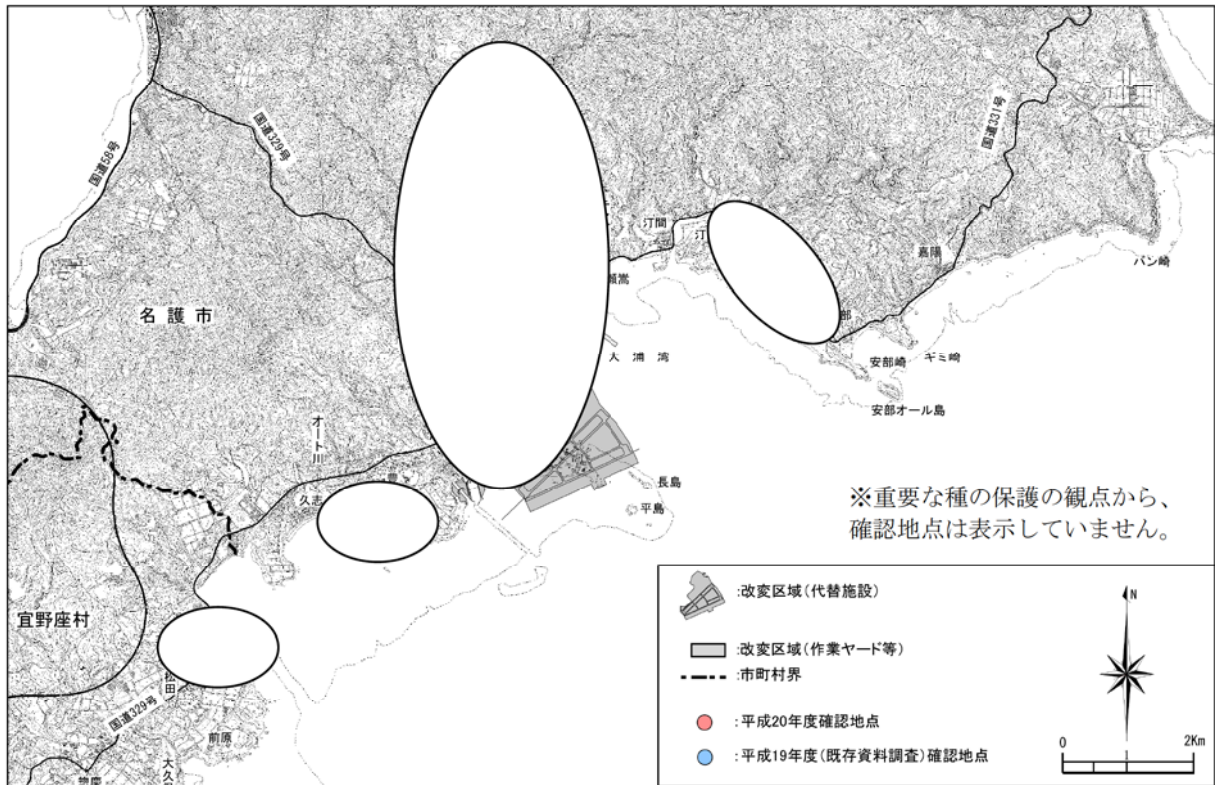 国道58号
国道329号
国道331号
汀間
汀
嘉陽
バン崎
瀬嵩
名護市
部
大浦湾
安部崎
ギミ崎
安部オール島
オート川
豊
久志
長島
平島
※重要な種の保護の観点から、
確認地点は表示していません。
宜野座村
松田
国道329号
前原
大久
惣慶
:改変区域(代替施設)
:改変区域(作業ヤード等)
:市町村界
:平成20年度確認地点
:平成19年度(既存資料調査)確認地点
N
0 2Km